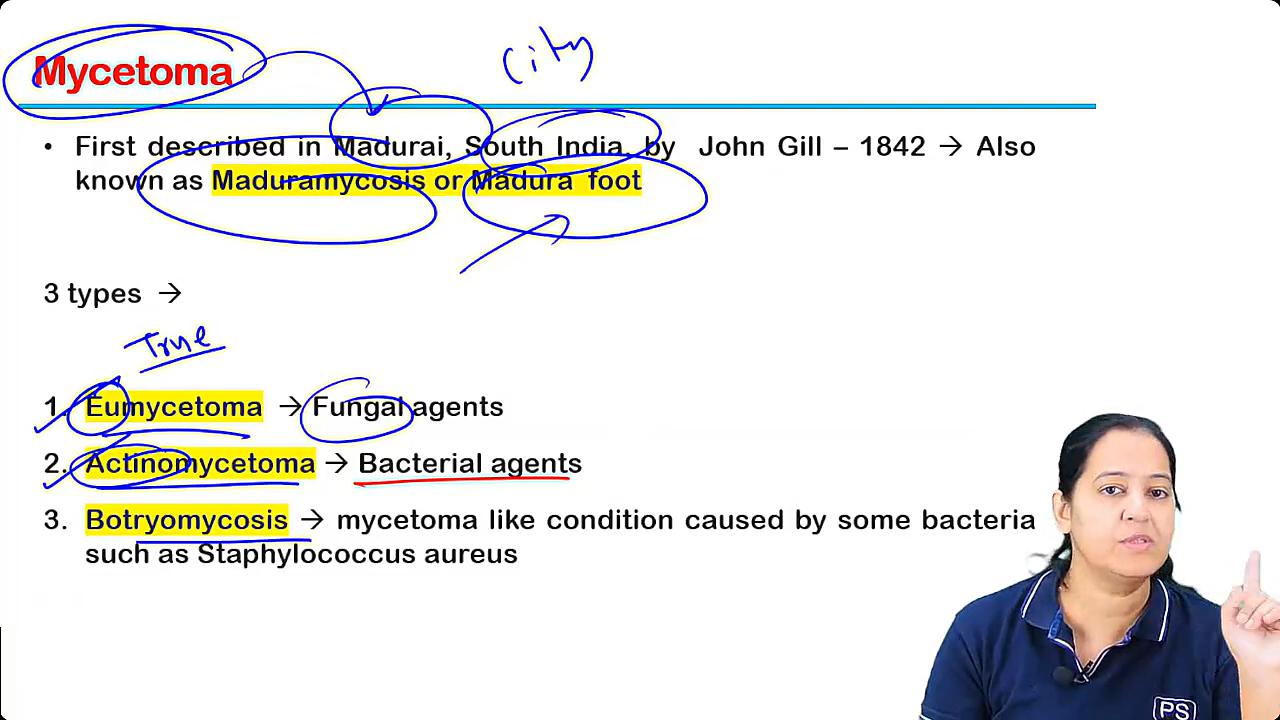 City
Mycetoma
• First described in Madurai, South India, by John Gill – 1842 → Also
known as Maduramycosis or Madura foot
3 types →
True
1. Eumycetoma → Fungal agents
2. Actinomycetoma → Bacterial agents
3. Botryomycosis → mycetoma like condition caused by some bacteria
such as Staphylococcus aureus
PS